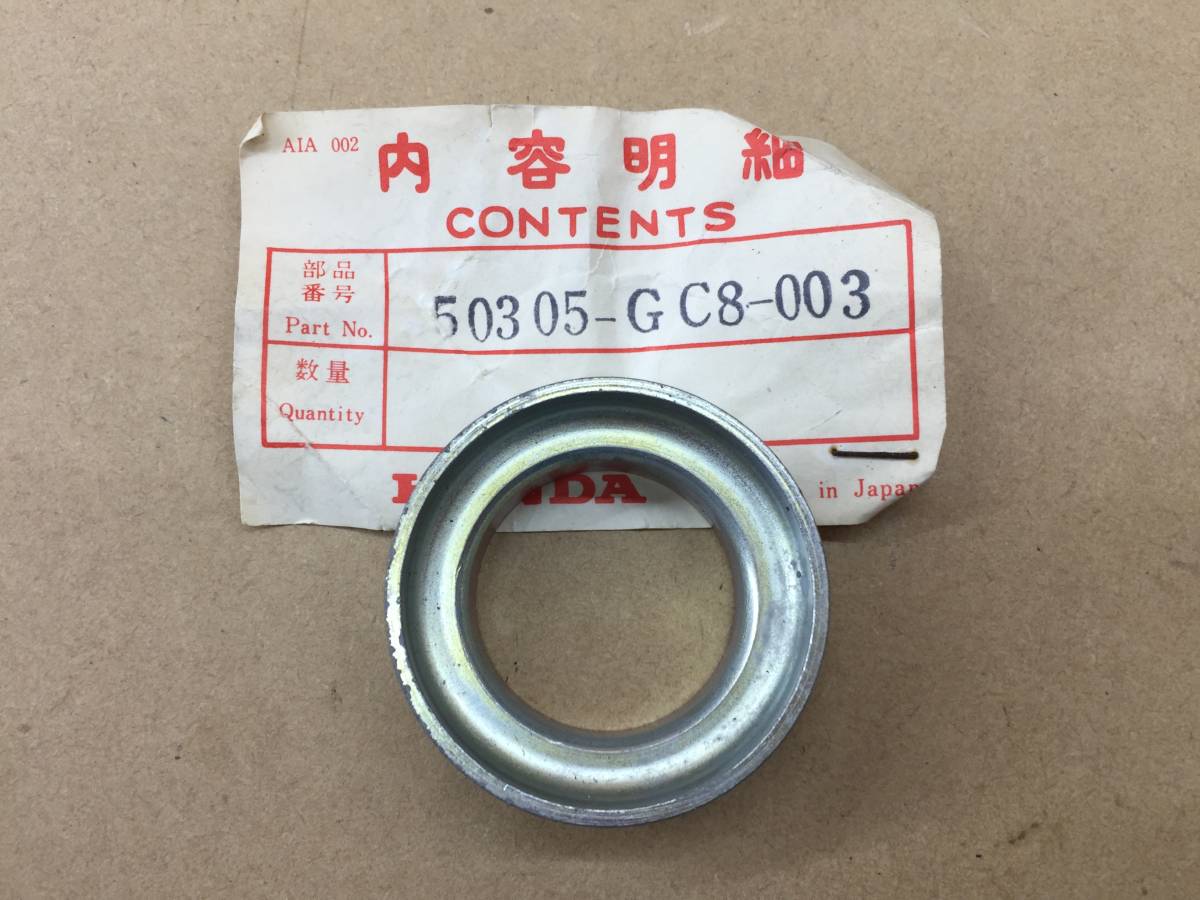 AIA 002
内容明細
CONTENTS
部品
番号
Part No.
50305-GC8-003
数量
Quantity
in Japan